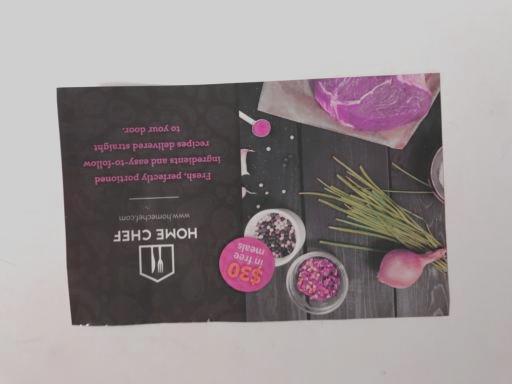 HOME CHEF
www.homechef.com
Fresh, perfectly portioned
ingredients and easy-to-follow
recipes delivered straight
to your door.
$30
in free
meals